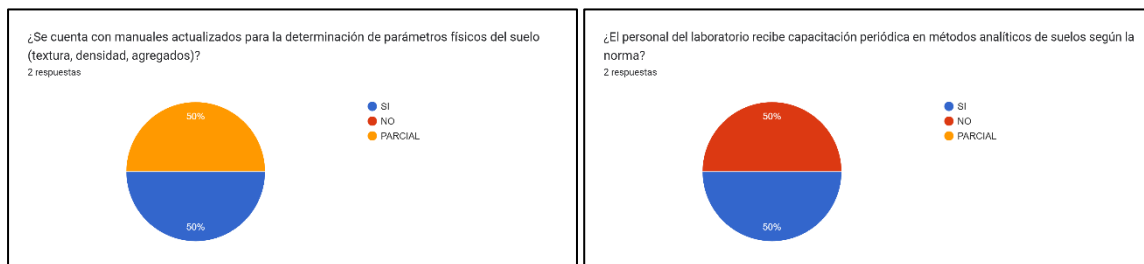 ¿Se cuenta con manuales actualizados para la determinación de parámetros físicos del suelo
(textura, densidad, agregados)?
2 respuestas
50%
50%
SI
NO
PARCIAL
¿El personal del laboratorio recibe capacitación periódica en métodos analíticos de suelos según la
norma?
2 respuestas
50%
50%
SI
NO
PARCIAL